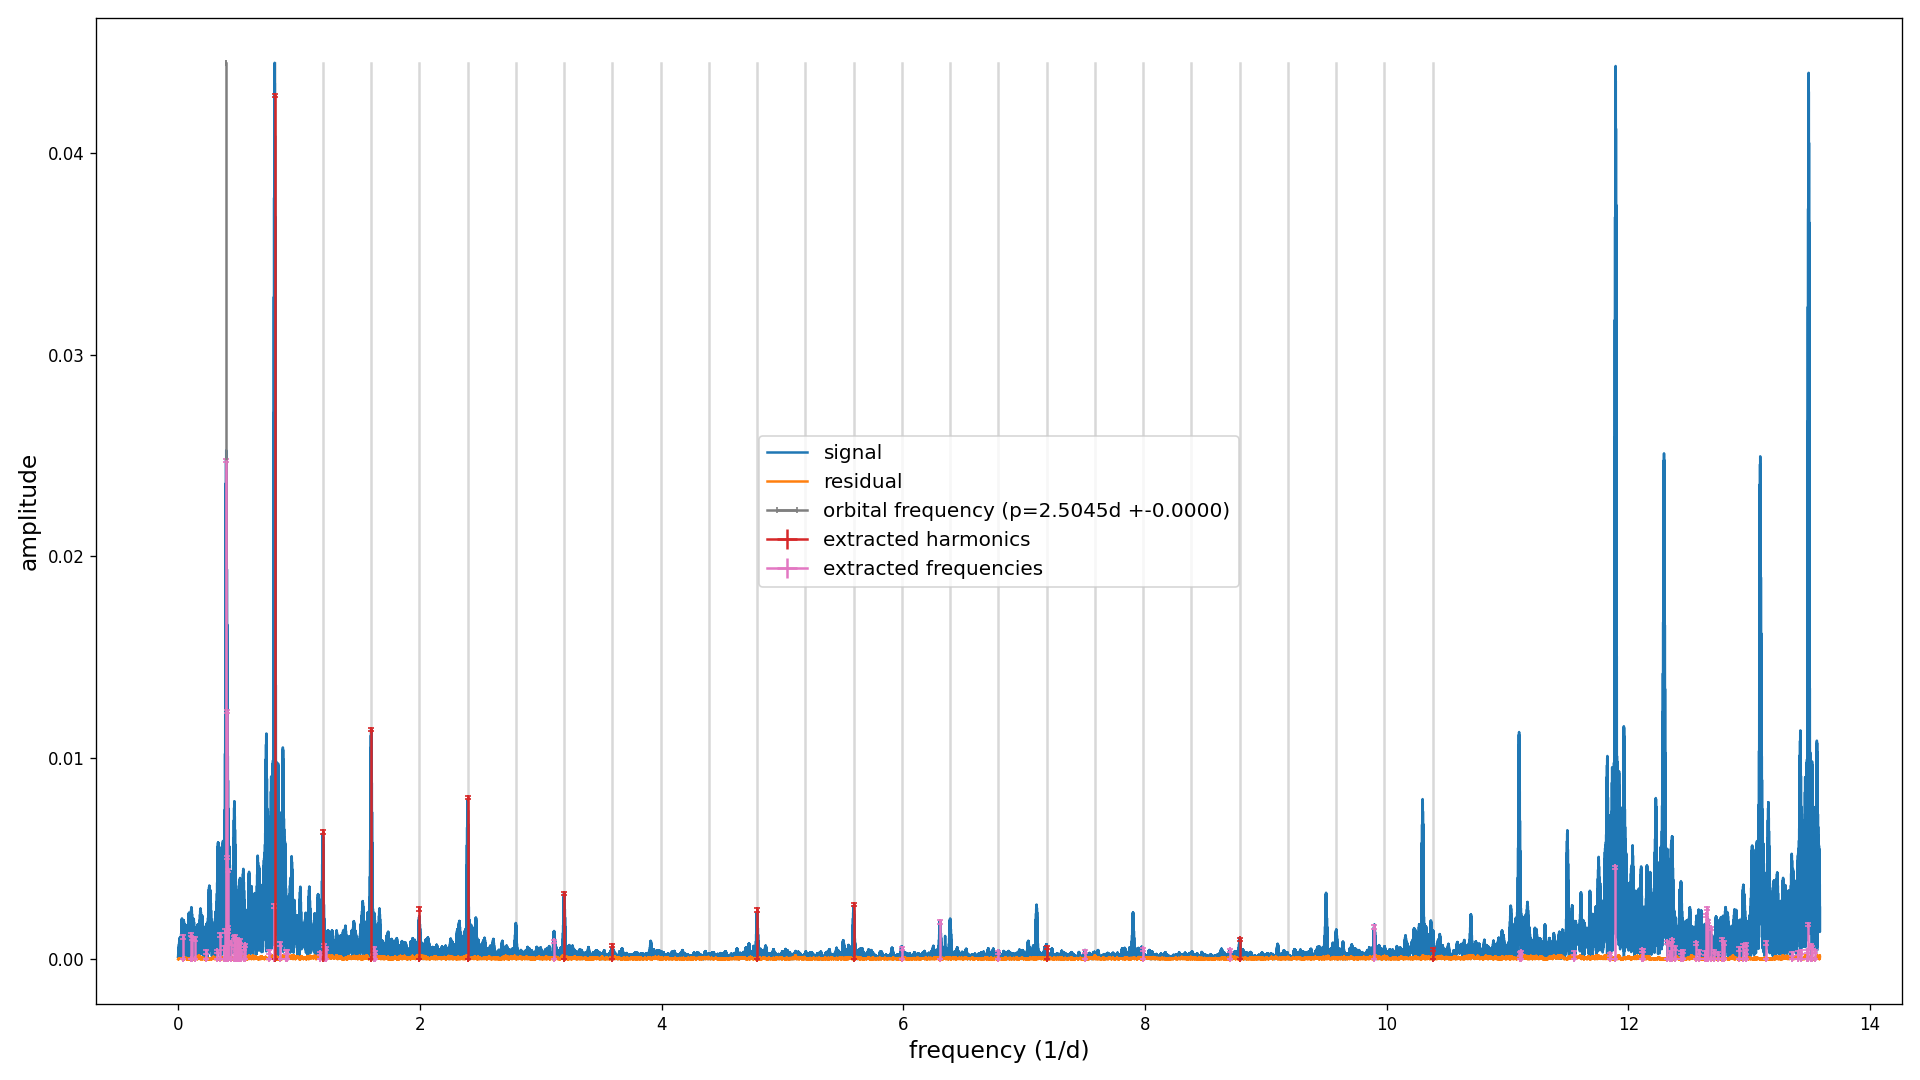 amplitude
0.04
0.03
0.02
0.01
0.00
signal
residual
orbital frequency (p=2.5045d +-0.0000)
extracted harmonics
extracted frequencies
0 2 4 6 8 10 12 14
frequency (1/d)